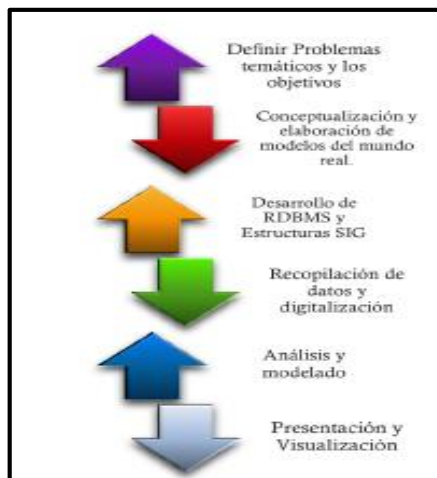 Definir Problemas
temáticos y los
objetivos
Conceptualización y
elaboración de
modelos del mundo
real.
Desarrollo de
RDBMS y
Estructuras SIG
Recopilación de
datos y
digitalización
Análisis y
modelado
Presentación y
Visualización